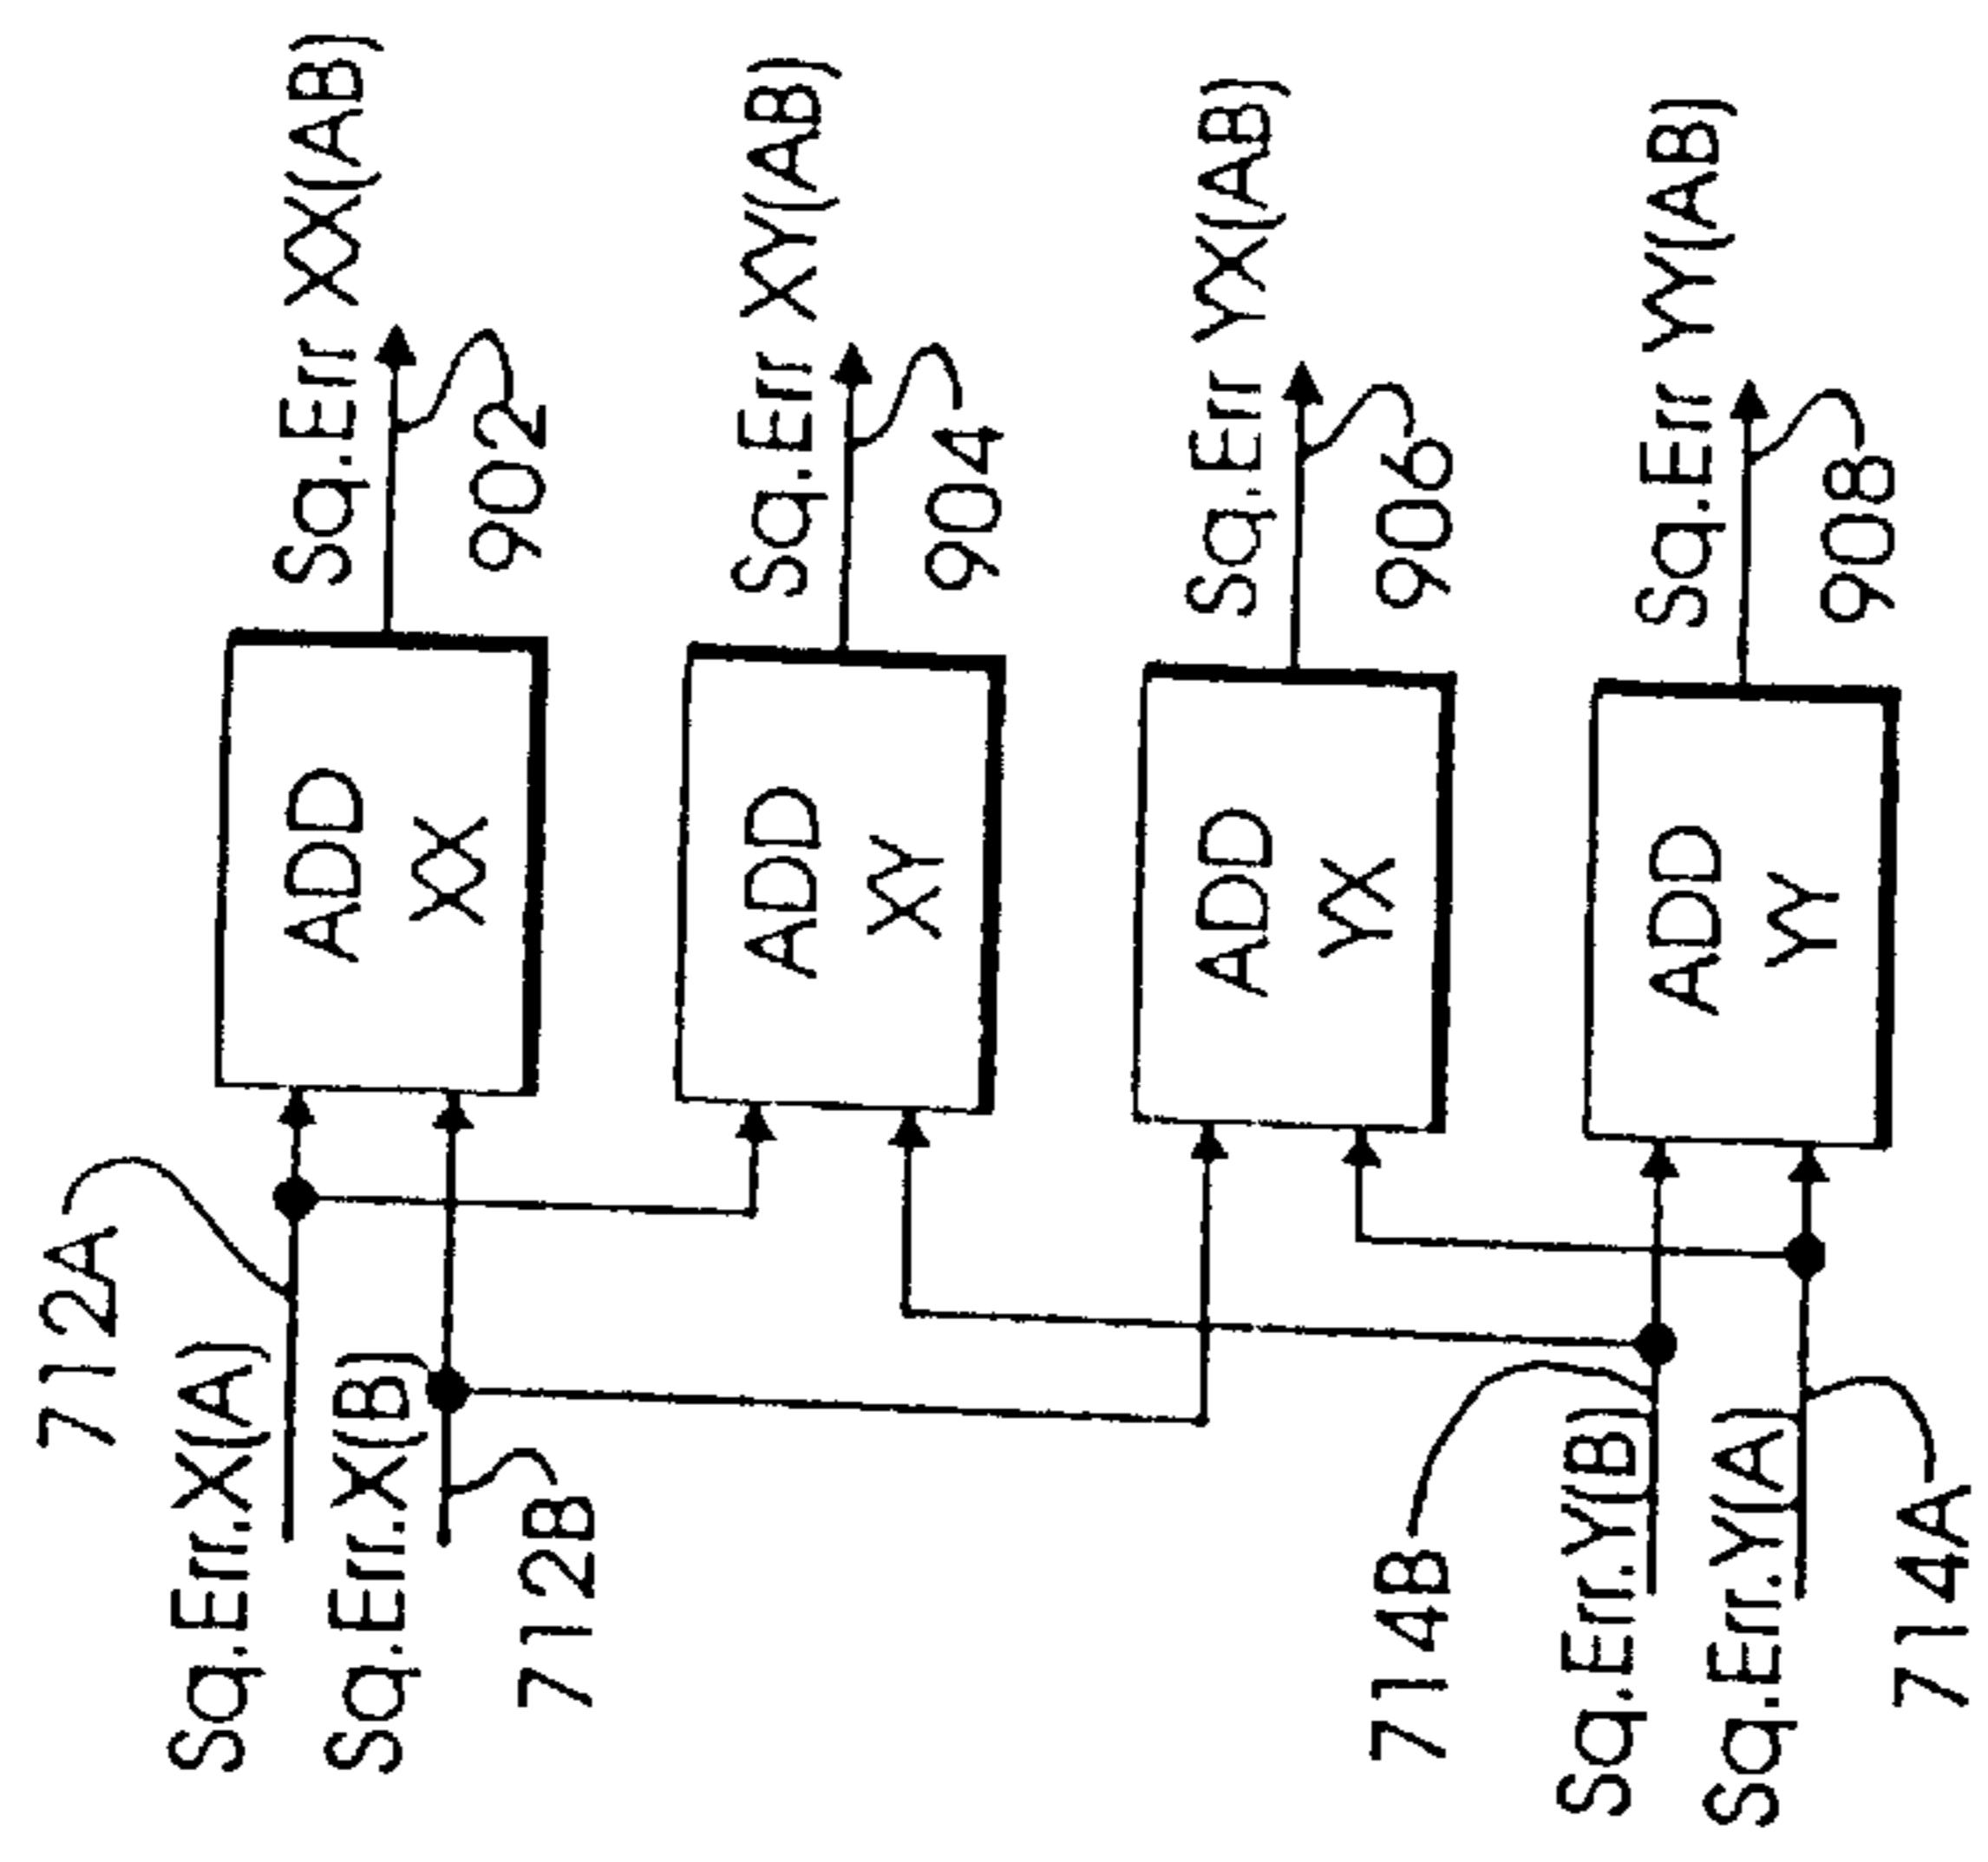 712A
Sq.Err.X(A)
Sq.Err.X(B)
712B
714B
Sq.Err.Y(B)
Sq.Err.Y(A)
714A
ADD
XX
ADD
XY
ADD
YX
ADD
YY
Sq.Err XX(AB)
902
Sq.Err XY(AB)
904
Sq.Err YX(AB)
906
Sq.Err YY(AB)
908